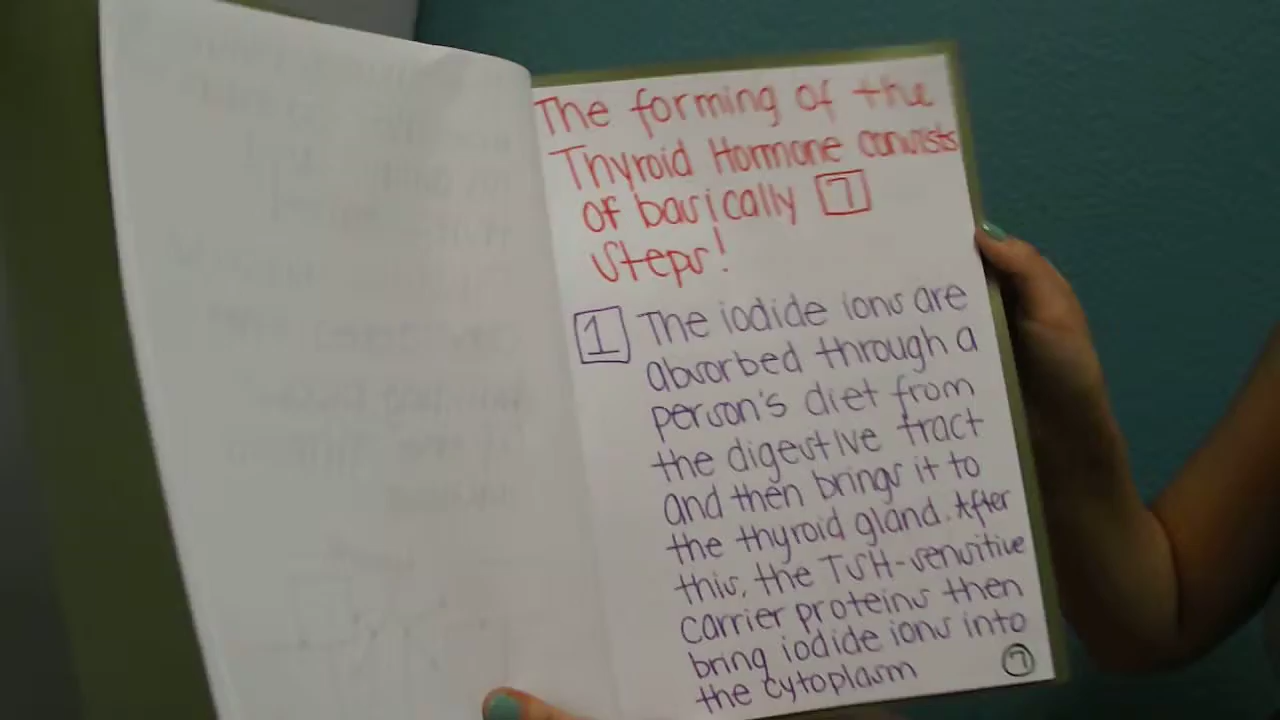 The forming of the
Thyroid Hormone consists
of basically 7
steps!
1 The iodide ions are
absorbed through a
person's diet from
the digestive tract
and then brings it to
the thyroid gland. After
this, the TSH-sensitive
carrier proteins then
bring iodide ions into
the cytoplasm
7